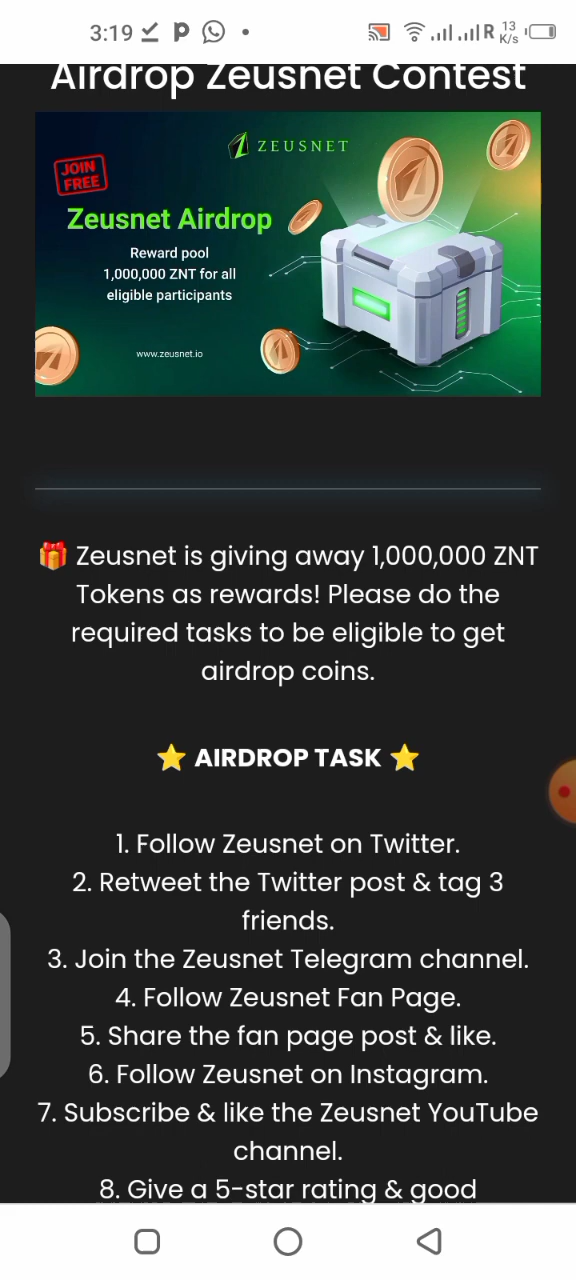 3:19
R 13 K/s
Airdrop Zeusnet Contest
ZEUSNET
JOIN
FREE
Zeusnet Airdrop
Reward pool
1,000,000 ZNT for all
eligible participants
www.zeusnet.io
🎁 Zeusnet is giving away 1,000,000 ZNT
Tokens as rewards! Please do the
required tasks to be eligible to get
airdrop coins.
⭐ AIRDROP TASK ⭐
1. Follow Zeusnet on Twitter.
2. Retweet the Twitter post & tag 3
friends.
3. Join the Zeusnet Telegram channel.
4. Follow Zeusnet Fan Page.
5. Share the fan page post & like.
6. Follow Zeusnet on Instagram.
7. Subscribe & like the Zeusnet YouTube
channel.
8. Give a 5-star rating & good